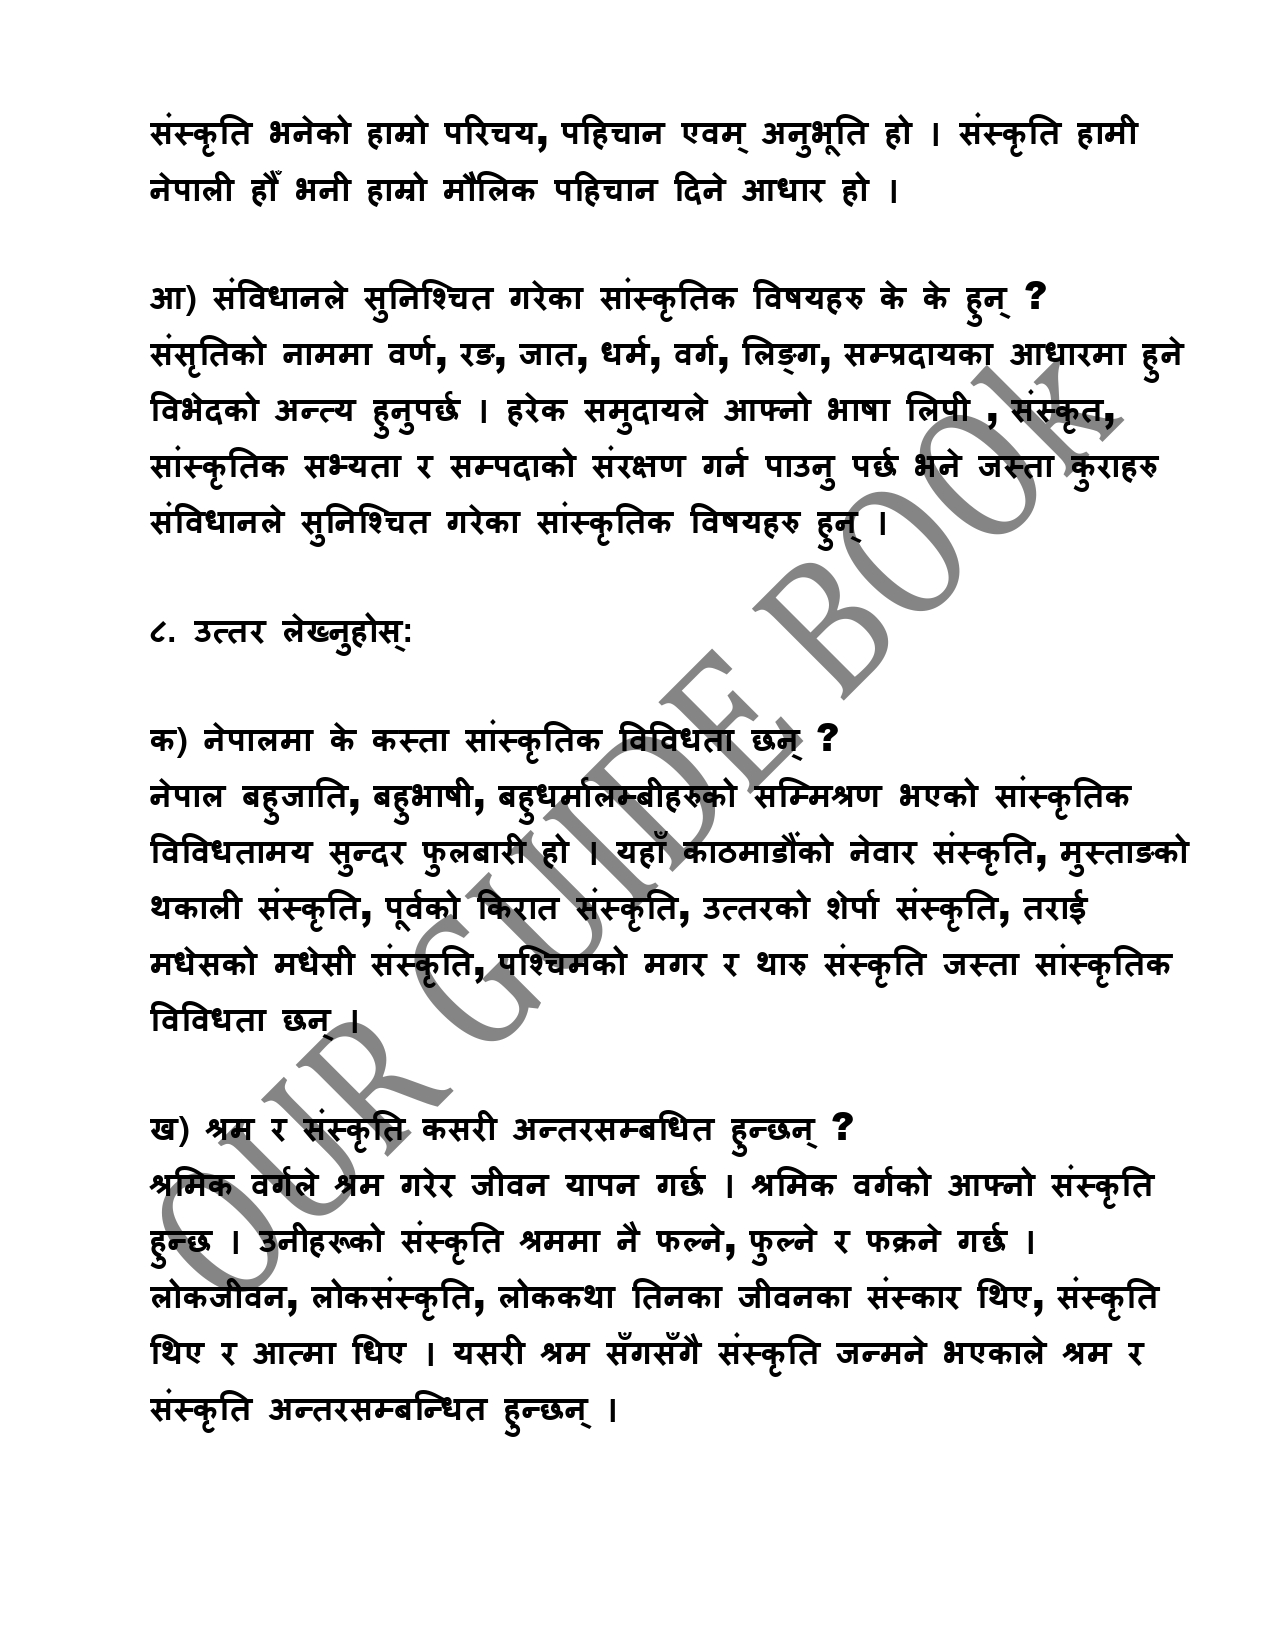 संस्कृति भनेको हाम्रो परिचय, पहिचान एवम् अनुभूति हो । संस्कृति हामी
नेपाली हौँ भनी हाम्रो मौलिक पहिचान दिने आधार हो ।
आ) संविधानले सुनिश्चित गरेका सांस्कृतिक विषयहरु के के हुन् ?
संसृतिको नाममा वर्ण, रङ, जात, धर्म, वर्ग, लिङ्ग, सम्प्रदायका आधारमा हुने
विभेदको अन्त्य हुनुपर्छ । हरेक समुदायले आफ्नो भाषा लिपी , संस्कृत,
सांस्कृतिक सभ्यता र सम्पदाको संरक्षण गर्न पाउनु पर्छ भने जस्ता कुराहरु
संविधानले सुनिश्चित गरेका सांस्कृतिक विषयहरु हुन् ।
८. उत्तर लेख्नुहोस्:
क) नेपालमा के कस्ता सांस्कृतिक विविधता छन् ?
नेपाल बहुजाति, बहुभाषी, बहुधर्मालम्बीहरुको सम्मिश्रण भएको सांस्कृतिक
विविधतामय सुन्दर फुलबारी हो । यहाँ काठमाडौंको नेवार संस्कृति, मुस्ताङको
थकाली संस्कृति, पूर्वको किरात संस्कृति, उत्तरको शेर्पा संस्कृति, तराई
मधेसको मधेसी संस्कृति, पश्चिमको मगर र थारु संस्कृति जस्ता सांस्कृतिक
विविधता छन् ।
ख) श्रम र संस्कृति कसरी अन्तरसम्बधित हुन्छन् ?
श्रमिक वर्गले श्रम गरेर जीवन यापन गर्छ । श्रमिक वर्गको आफ्नो संस्कृति
हुन्छ । उनीहरूको संस्कृति श्रममा नै फल्ने, फुल्ने र फक्रने गर्छ ।
लोकजीवन, लोकसंस्कृति, लोककथा तिनका जीवनका संस्कार थिए, संस्कृति
थिए र आत्मा धिए । यसरी श्रम सँगसँगै संस्कृति जन्मने भएकाले श्रम र
संस्कृति अन्तरसम्बन्धित हुन्छन् ।
OUR GUIDE BOOK